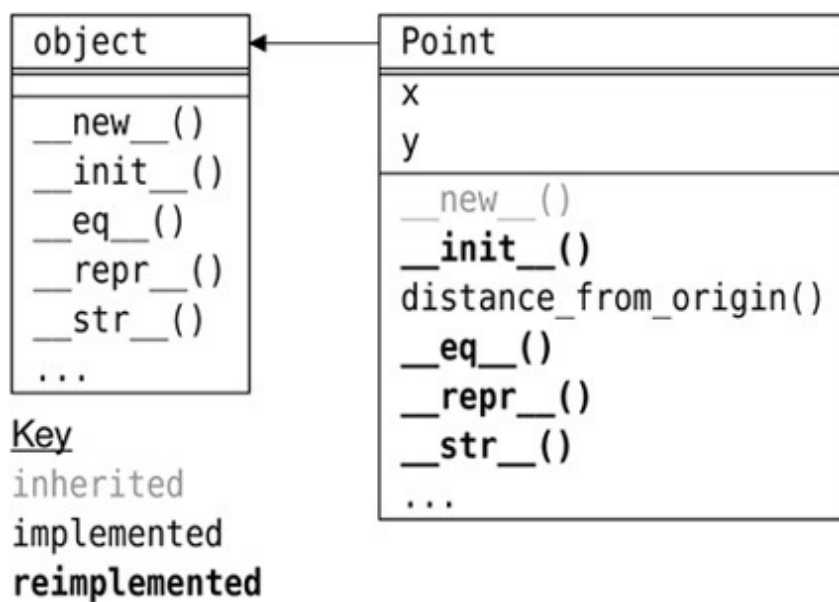 object
__new__()
__init__()
__eq__()
__repr__()
__str__()
...
Key
inherited
implemented
reimplemented
Point
x
y
__new__()
__init__()
distance_from_origin()
__eq__()
__repr__()
__str__()
...